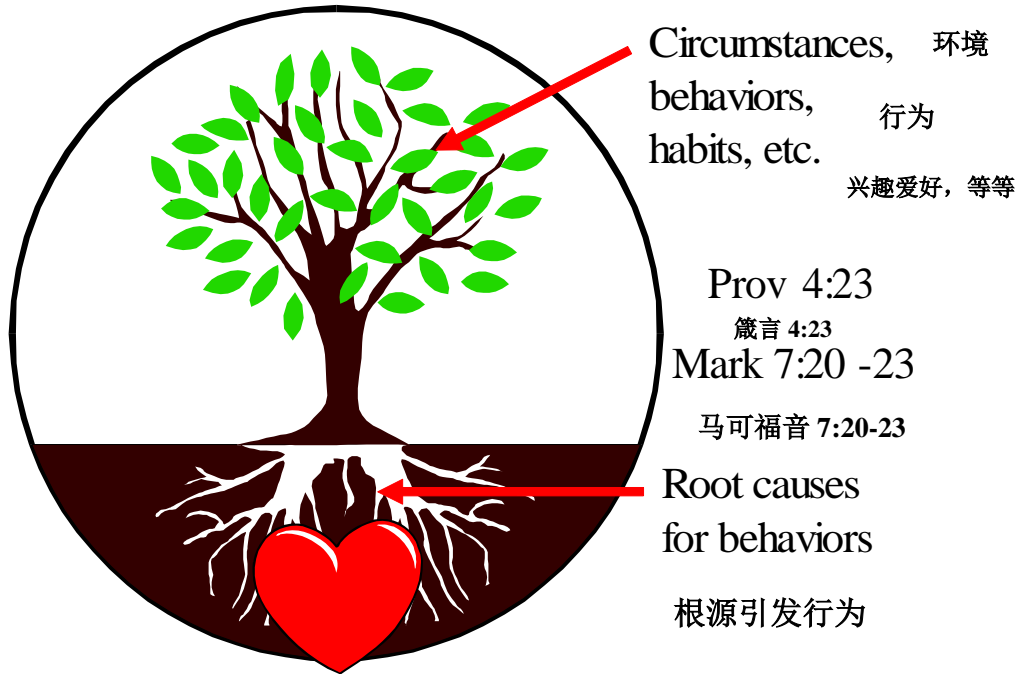 Circumstances, 环境
behaviors,
行为
habits, etc.
兴趣爱好，等等
Prov 4:23
箴言 4:23
Mark 7:20 -23
马可福音 7:20-23
Root causes
for behaviors
根源引发行为